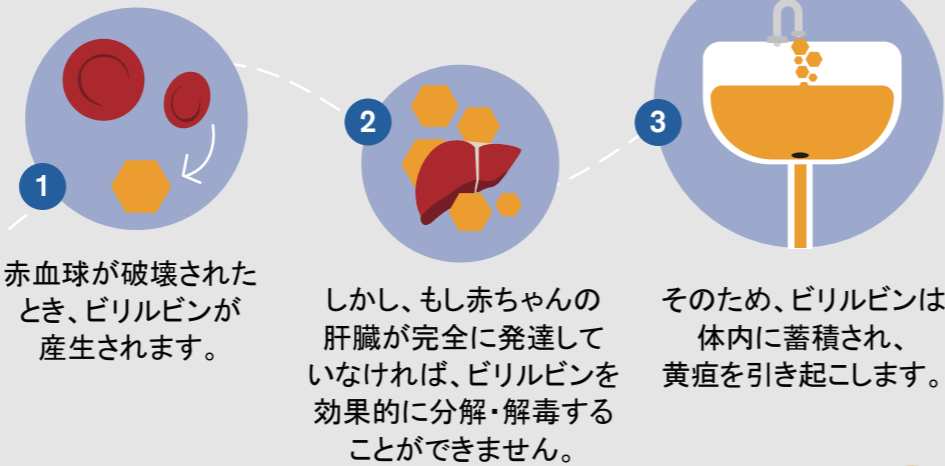 1
赤血球が破壊された
とき、ビリルビンが
産生されます。
2
しかし、もし赤ちゃんの
肝臓が完全に発達して
いなければ、ビリルビンを
効果的に分解・解毒する
ことができません。
3
そのため、ビリルビンは
体内に蓄積され、
黄疸を引き起こします。